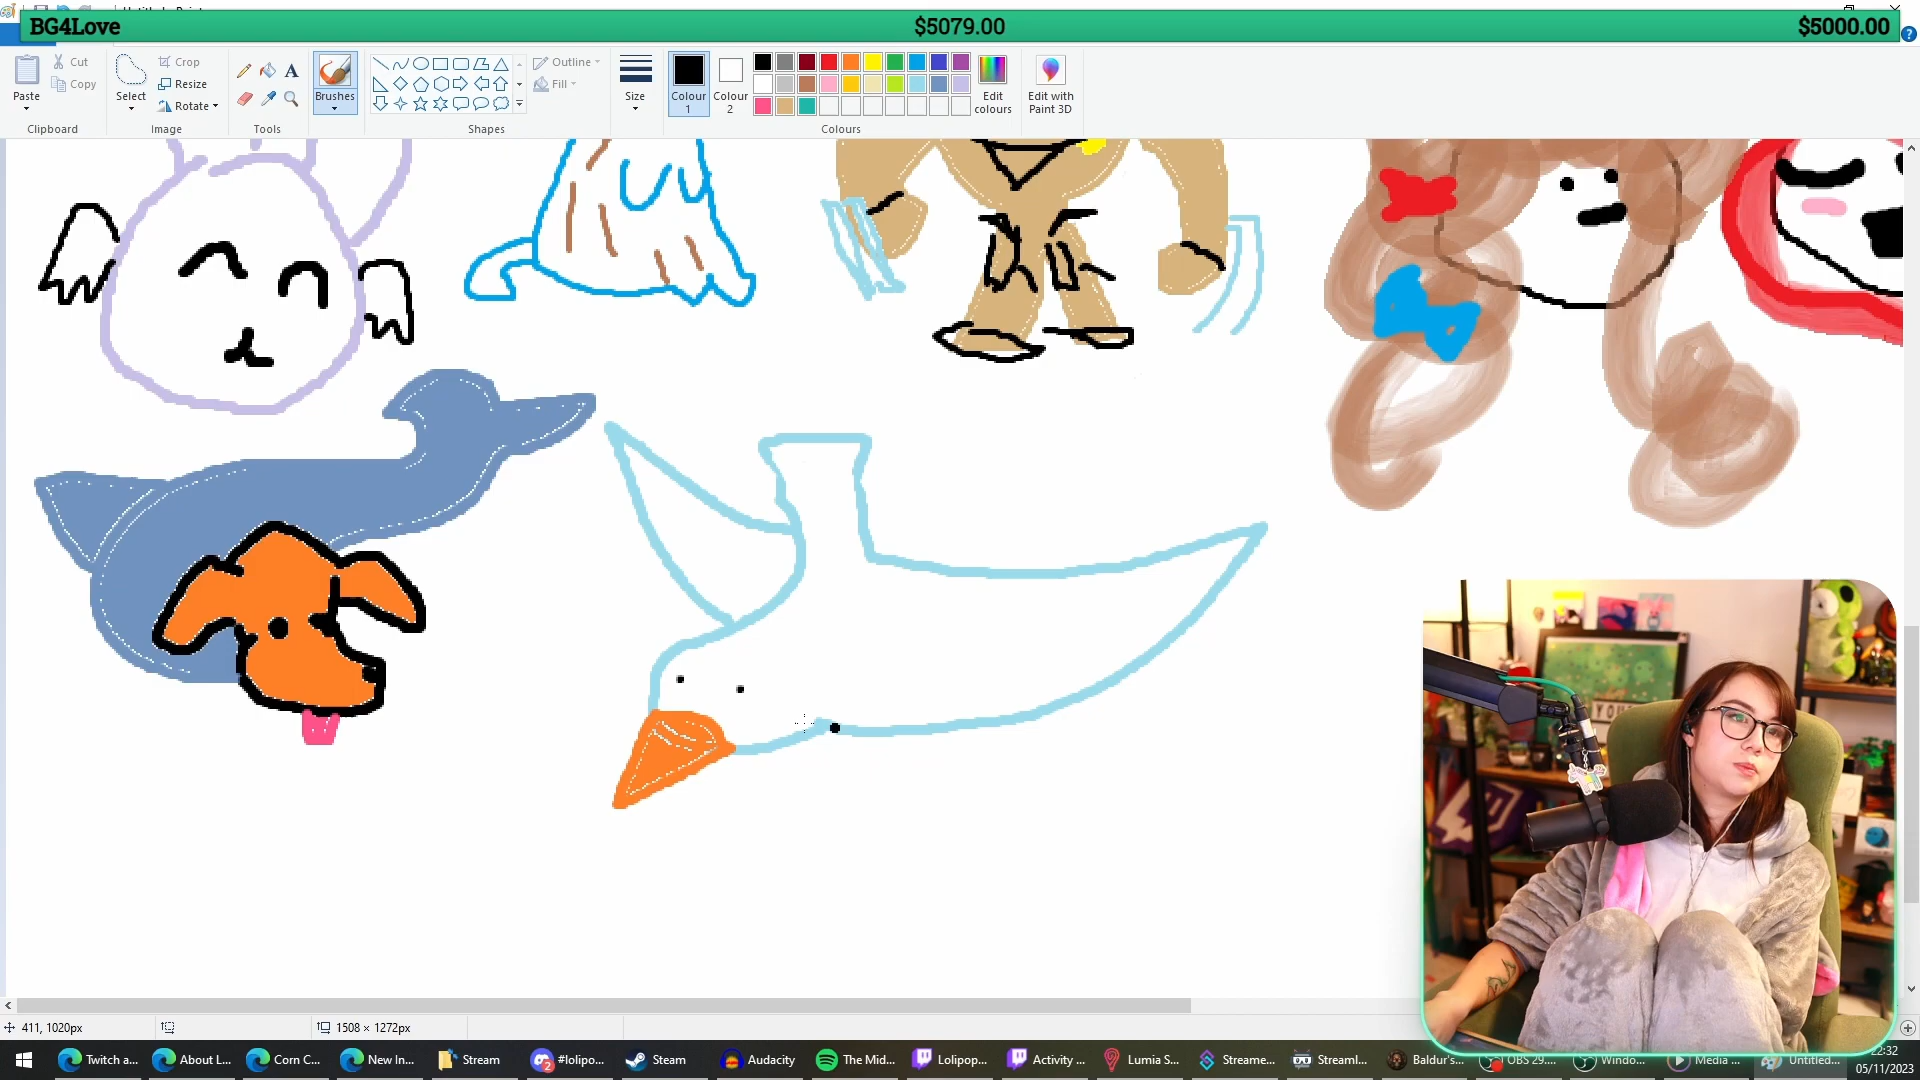 BG4Love $5079.00 $5000.00
Cut
Copy
Paste
Clipboard
Crop
Resize
Rotate
Select
Image
Tools
Brushes
Shapes
Outline
Fill
Size
Colour 1
Colour 2
Edit colours
Edit with Paint 3D
Colours
411, 1020px
1508 × 1272px
Twitch a...
About L...
Corn C...
New In...
Stream
#lolipo...
Steam
Audacity
The Mid...
Lolipop...
Activity ...
Lumia S...
Streame...
Streaml...
Baldur's...
OBS 29....
Windo...
Media ...
Untitled...
22:32
05/11/2023